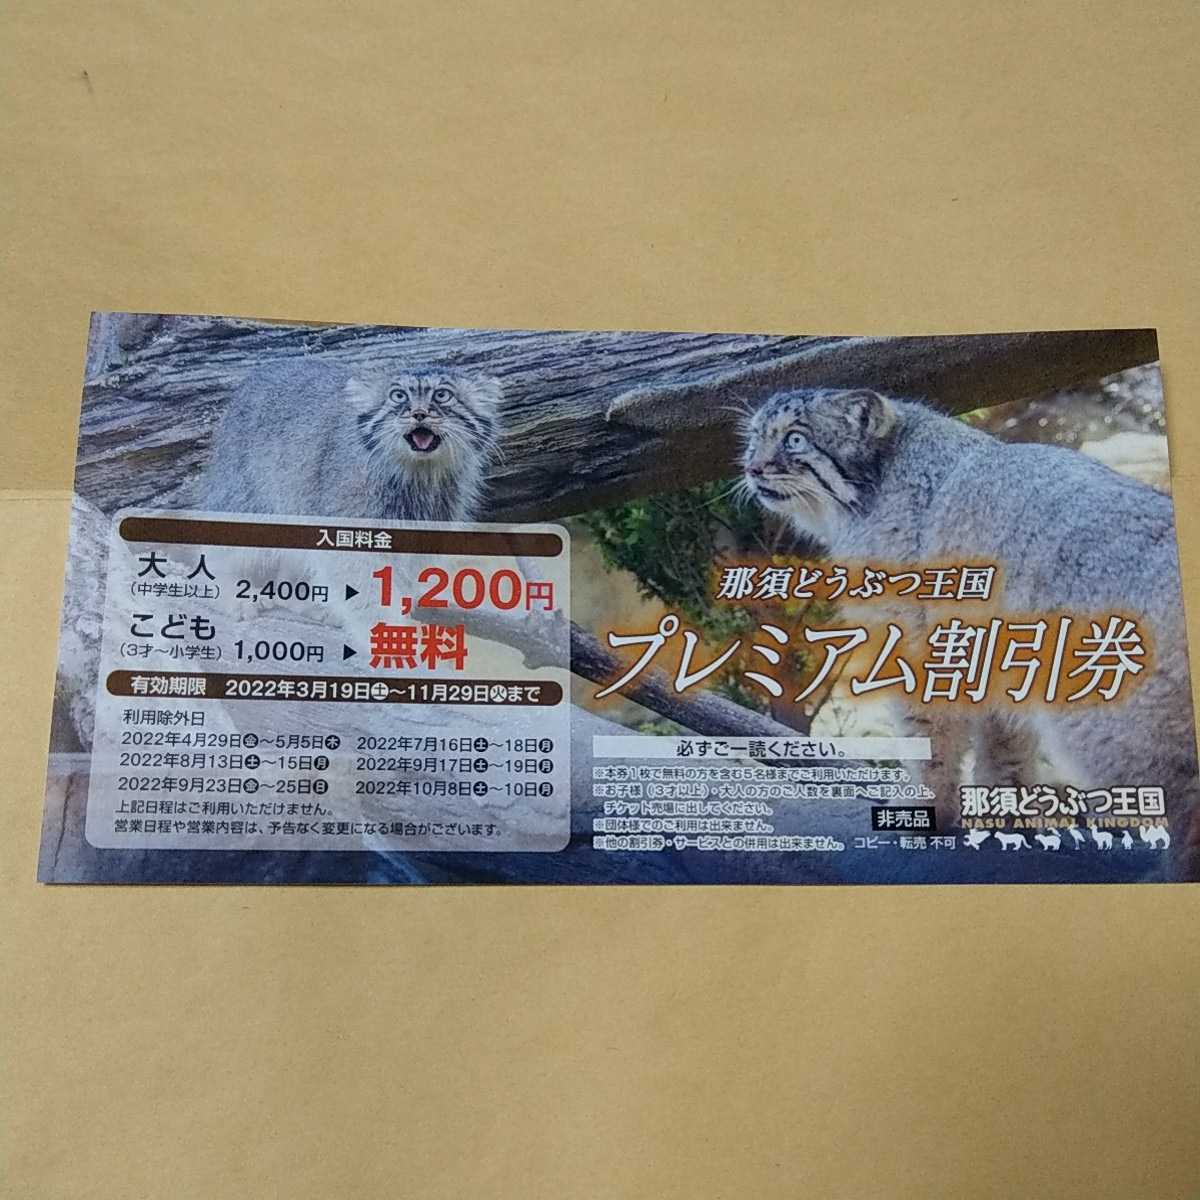 入国料金
大人
(中学生以上) 2,400円 ▶ 1,200円
こども
(3才～小学生) 1,000円 ▶ 無料
有効期限 2022年3月19日㊏～11月29日㊋まで
利用除外日
2022年4月29日㊎～5月5日㊍ 2022年7月16日㊏～18日㊊
2022年8月13日㊏～15日㊊ 2022年9月17日㊏～19日㊊
2022年9月23日㊎～25日㊐ 2022年10月8日㊏～10日㊊
上記日程はご利用いただけません。
営業日程や営業内容は、予告なく変更になる場合がございます。
那須どうぶつ王国
プレミアム割引券
必ずご一読ください。
※本券1枚で無料の方を含む5名様までご利用いただけます。
※お子様(3才以上)・大人の方のご人数を裏面へご記入の上、
チケット売場に出してください。
※団体様でのご利用は出来ません。
※他の割引券・サービスとの併用は出来ません。
非売品
コピー・転売 不可
那須どうぶつ王国
NASU ANIMAL KINGDOM